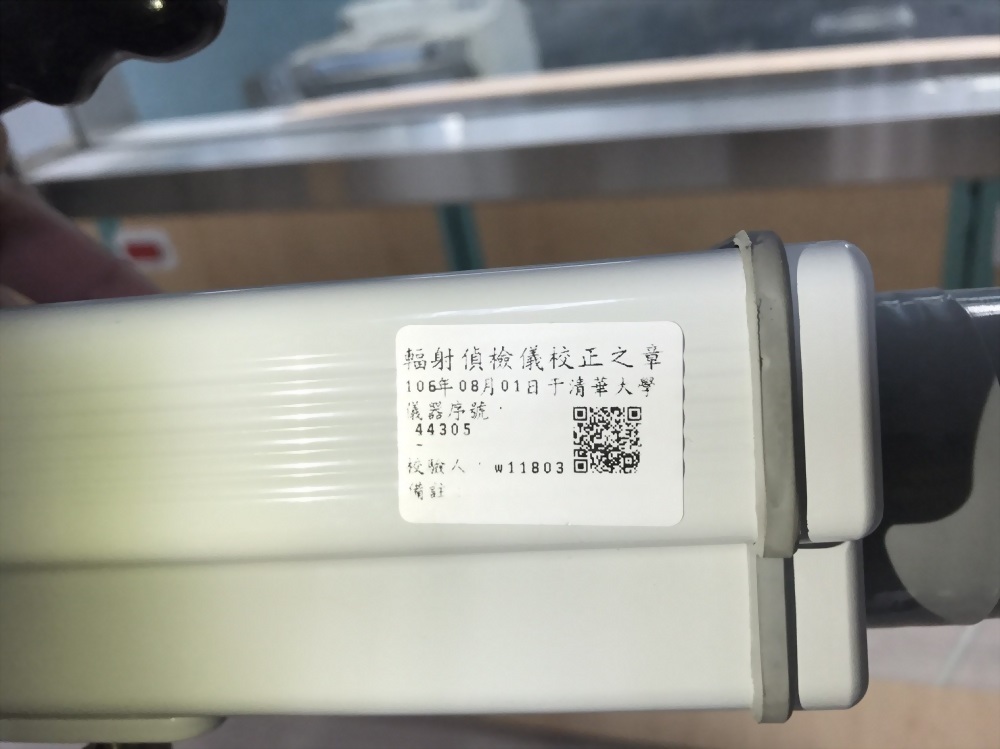 輻射偵檢儀校正之章
106年08月01日于清華大學
儀器序號:
44305
-
校驗人: w11803
備註